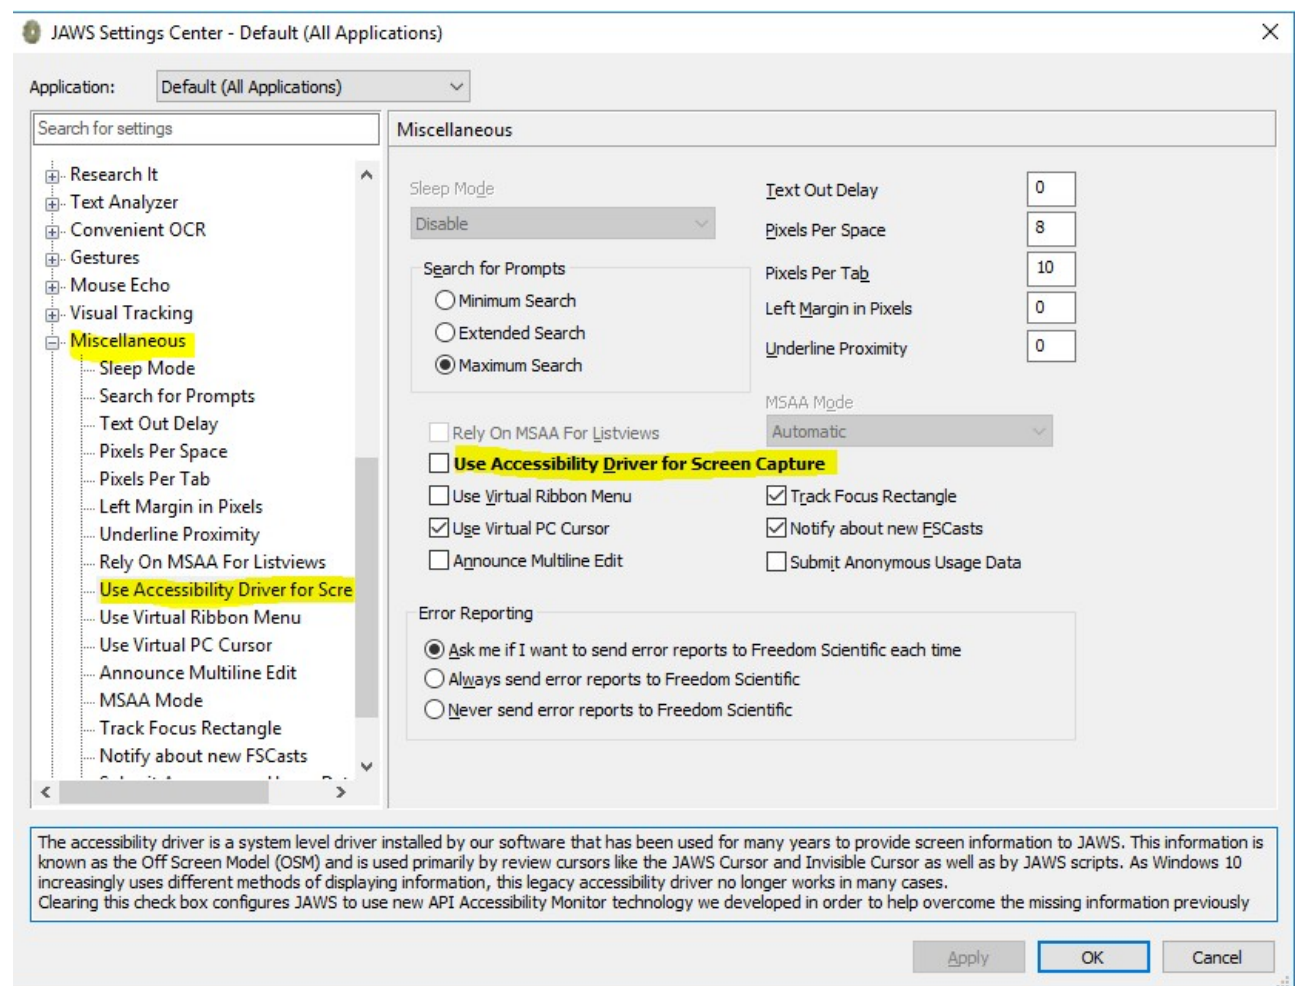 JAWS Settings Center - Default (All Applications)
Application: Default (All Applications)
Search for settings
Research It
Text Analyzer
Convenient OCR
Gestures
Mouse Echo
Visual Tracking
Miscellaneous
Sleep Mode
Search for Prompts
Text Out Delay
Pixels Per Space
Pixels Per Tab
Left Margin in Pixels
Underline Proximity
Rely On MSAA For Listviews
Use Accessibility Driver for Scre
Use Virtual Ribbon Menu
Use Virtual PC Cursor
Announce Multiline Edit
MSAA Mode
Track Focus Rectangle
Notify about new FSCasts
Miscellaneous
Sleep Mode
Disable
Search for Prompts
Minimum Search
Extended Search
Maximum Search
Text Out Delay 0
Pixels Per Space 8
Pixels Per Tab 10
Left Margin in Pixels 0
Underline Proximity 0
MSAA Mode
Automatic
Rely On MSAA For Listviews
Use Accessibility Driver for Screen Capture
Use Virtual Ribbon Menu
Use Virtual PC Cursor
Announce Multiline Edit
Track Focus Rectangle
Notify about new FSCasts
Submit Anonymous Usage Data
Error Reporting
Ask me if I want to send error reports to Freedom Scientific each time
Always send error reports to Freedom Scientific
Never send error reports to Freedom Scientific
The accessibility driver is a system level driver installed by our software that has been used for many years to provide screen information to JAWS. This information is
known as the Off Screen Model (OSM) and is used primarily by review cursors like the JAWS Cursor and Invisible Cursor as well as by JAWS scripts. As Windows 10
increasingly uses different methods of displaying information, this legacy accessibility driver no longer works in many cases.
Clearing this check box configures JAWS to use new API Accessibility Monitor technology we developed in order to help overcome the missing information previously
Apply
OK
Cancel